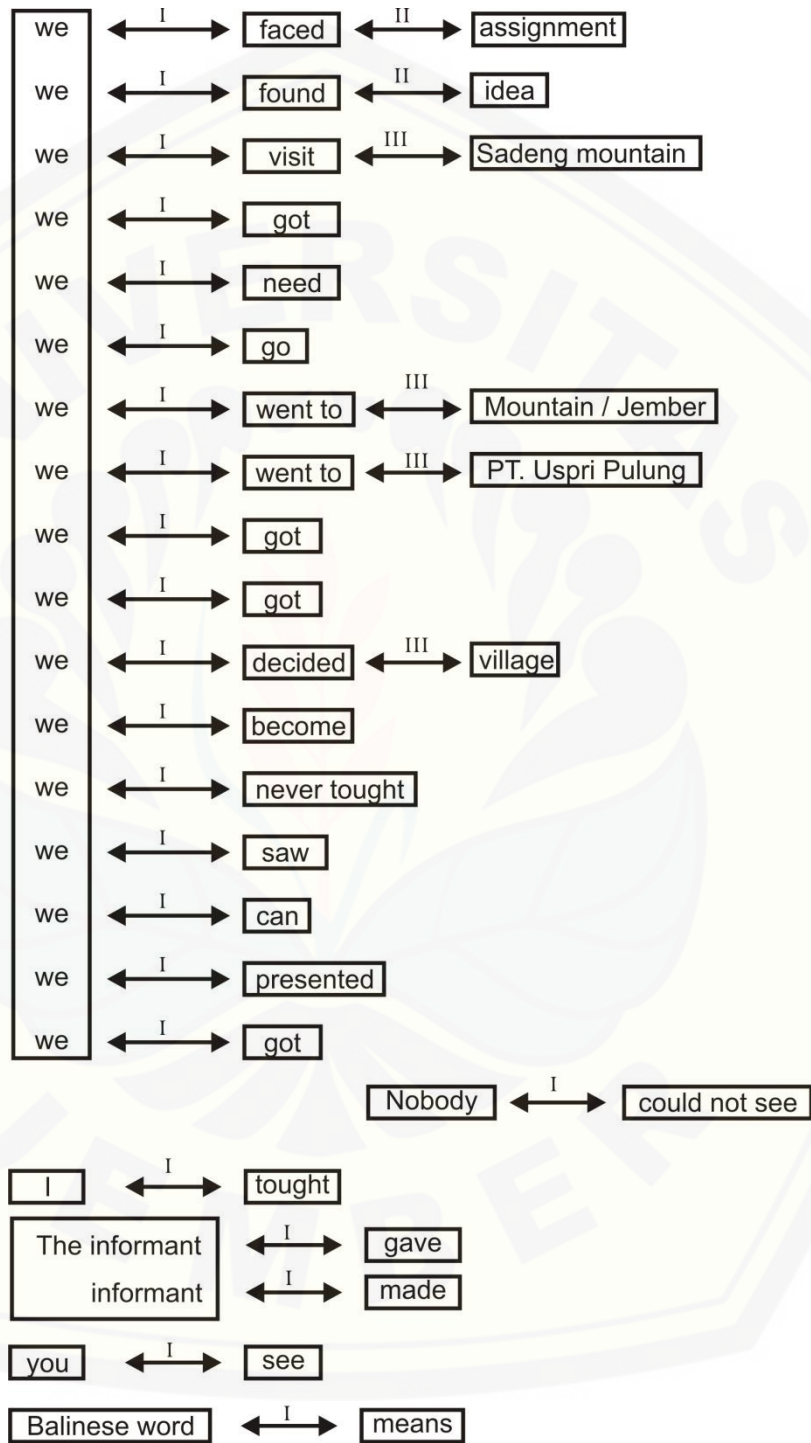 we I faced II assignment
we I found II idea
we I visit III Sadeng mountain
we I got
we I need
we I go
we I went to III Mountain / Jember
we I went to III PT. Uspri Pulung
we I got
we I got
we I decided III village
we I become
we I never tought
we I saw
we I can
we I presented
we I got
Nobody I could not see
I I tought
The informant I gave
informant I made
you I see
Balinese word I means
UNIVERSITAS
JEMBER